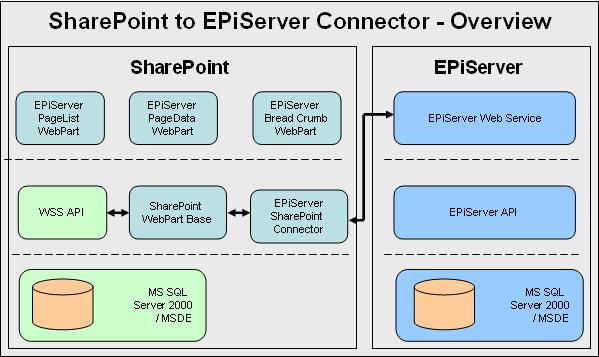 SharePoint to EPiServer Connector - Overview
SharePoint
EPiServer
EPiServer
PageList
WebPart
EPiServer
PageData
WebPart
EPiServer
Bread Crumb
WebPart
EPiServer Web Service
WSS API
SharePoint
WebPart Base
EPiServer
SharePoint
Connector
EPiServer API
MS SQL
Server 2000
/ MSDE
MS SQL
Server 2000
/ MSDE